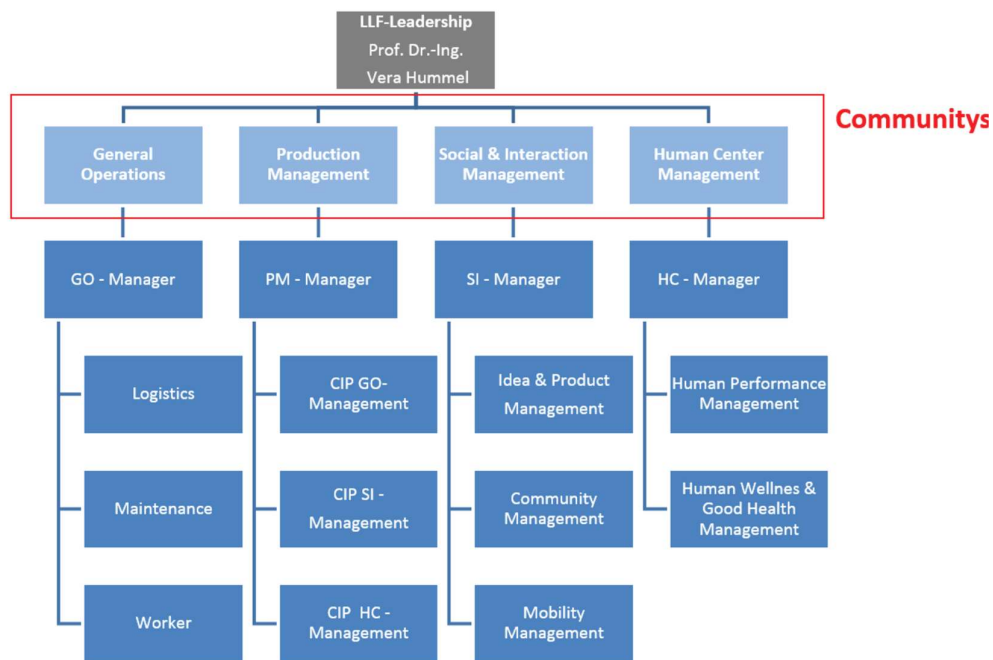 LLF-Leadership
Prof. Dr.-Ing.
Vera Hummel
Communitys
General
Operations
Production
Management
Social & Interaction
Management
Human Center
Management
GO - Manager
PM - Manager
SI - Manager
HC - Manager
Logistics
CIP GO-
Management
Idea & Product
Management
Human Performance
Management
Maintenance
CIP SI -
Management
Community
Management
Human Wellnes &
Good Health
Management
Worker
CIP HC -
Management
Mobility
Management